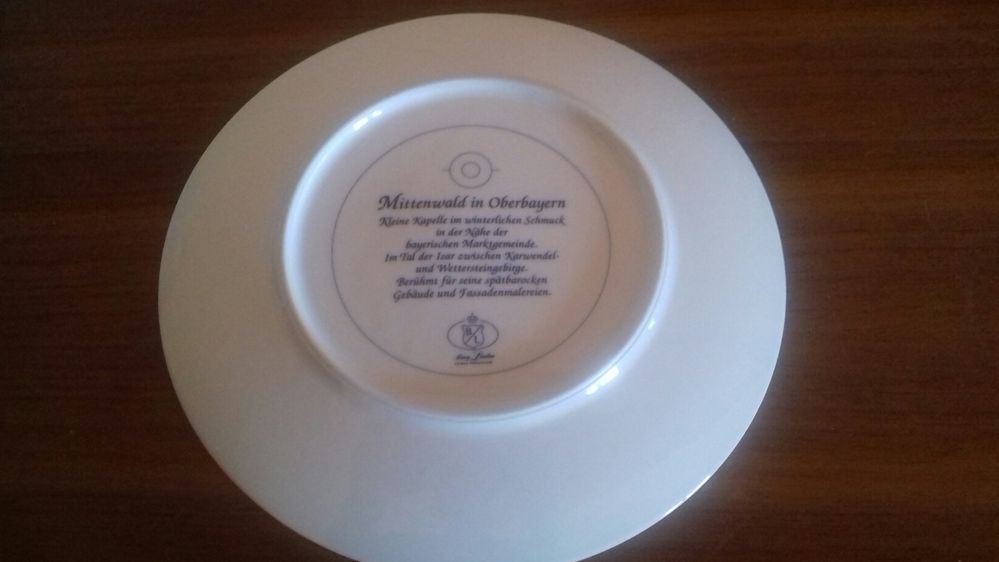 Mittenwald in Oberbayern
Kleine Kapelle im winterlichen Schmuck
in der Nähe der
bayerischen Marktgemeinde.
Im Tal der Isar zwischen Karwendel-
und Wettersteingebirge.
Berühmt für seine spätbarocken
Gebäude und Fassadenmalereien.
B L